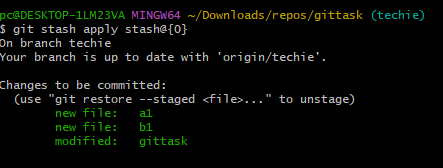 pc@DESKTOP-1LM23VA MINGW64 ~/Downloads/repos/gittask (techie)
$ git stash apply stash@{0}
On branch techie
Your branch is up to date with 'origin/techie'.
Changes to be committed:
(use "git restore --staged <file>..." to unstage)
new file: a1
new file: b1
modified: gittask